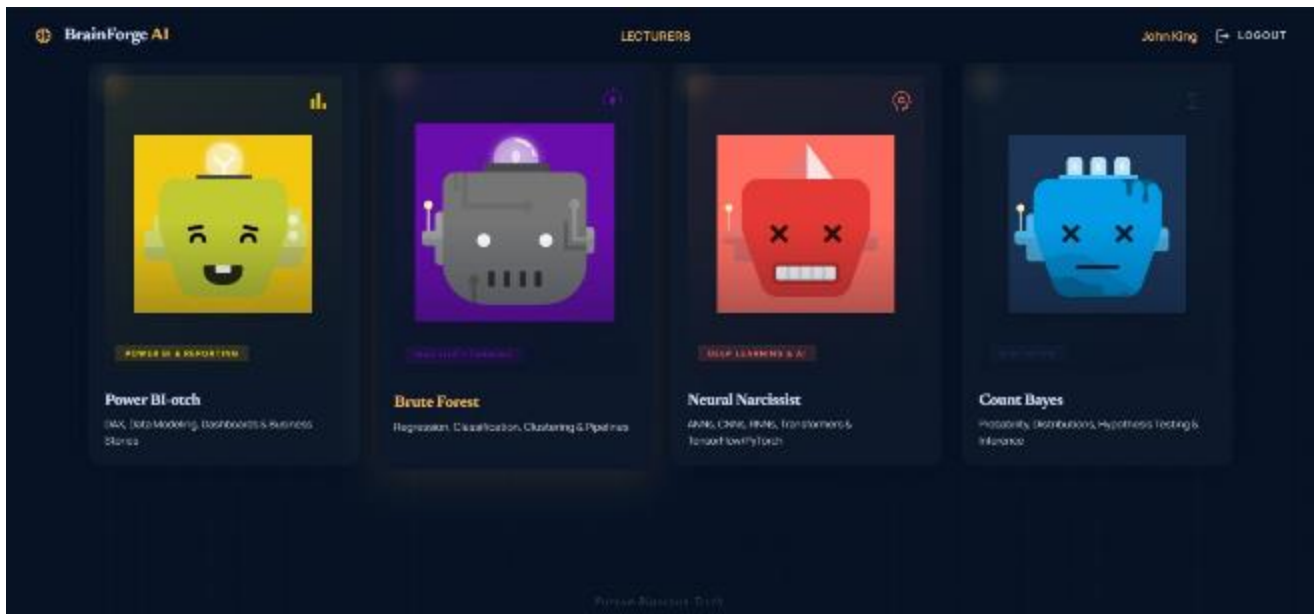 BrainForge AI
LECTURERS
John King
LOGOUT
POWER BI & REPORTING
DEEP LEARNING & AI
Power BI-otch
DAX, Data Modeling, Dashboards & Business
Stories
Brute Forest
Regression, Classification, Clustering & Pipelines
Neural Narcissist
ANNs, CNNs, RNNs, Transformers &
TensorFlow/PyTorch
Count Bayes
Probability, Distributions, Hypothesis Testing &
Inference